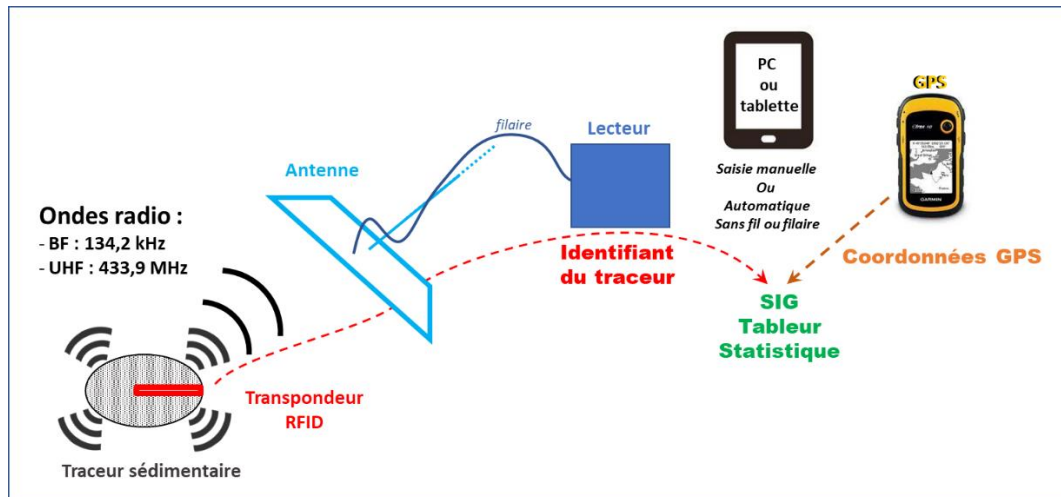 PC
ou
tablette
GPS
GARMIN
filaire
Lecteur
Antenne
Saisie manuelle
Ou
Automatique
Sans fil ou filaire
Ondes radio :
- BF : 134,2 kHz
- UHF : 433,9 MHz
Identifiant
du traceur
Coordonnées GPS
SIG
Tableur
Statistique
Transpondeur
RFID
Traceur sédimentaire